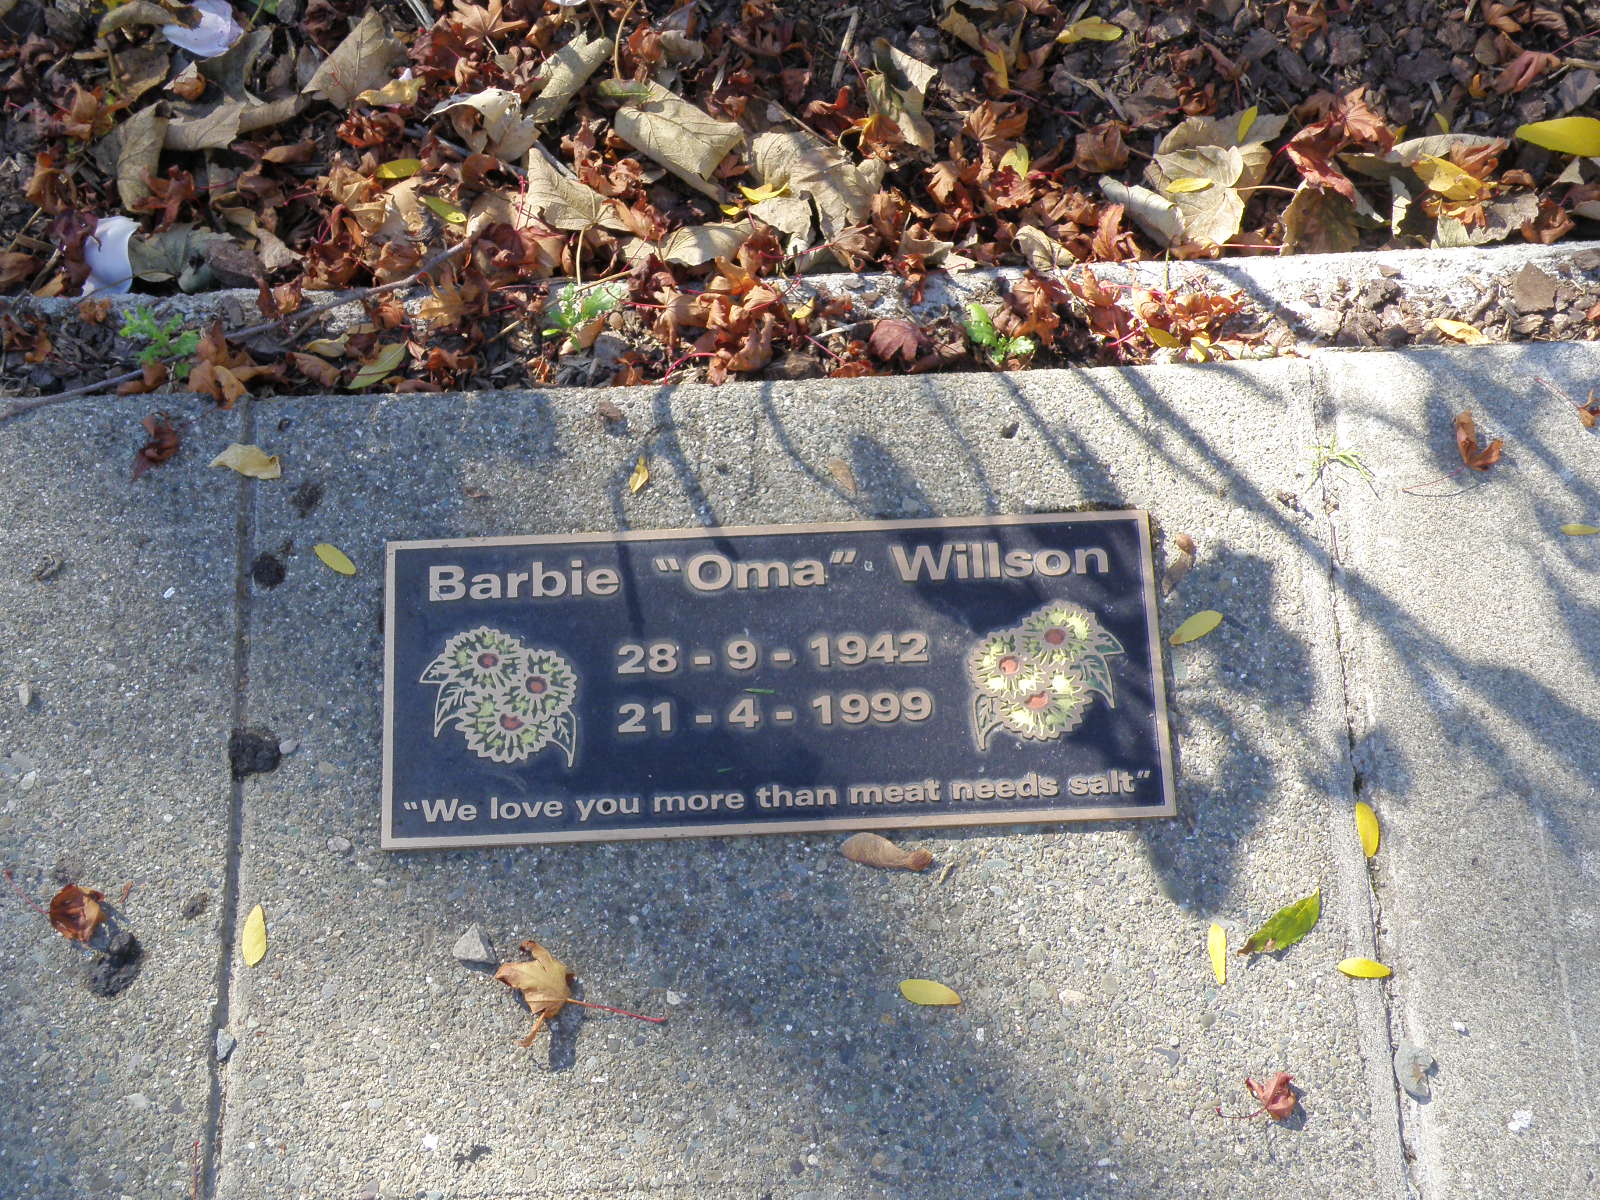 Barbie "Oma" Willson
28 - 9 - 1942
21 - 4 - 1999
"We love you more than meat needs salt"